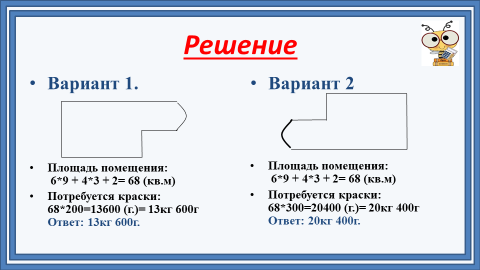 Решение
• Вариант 1.
• Площадь помещения:
6*9 + 4*3 + 2= 68 (кв.м)
• Потребуется краски:
68*200=13600 (г.)= 13кг 600г
Ответ: 13кг 600г.
• Вариант 2
• Площадь помещения:
6*9 + 4*3 + 2= 68 (кв.м)
• Потребуется краски:
68*300=20400 (г.)= 20кг 400г
Ответ: 20кг 400г.